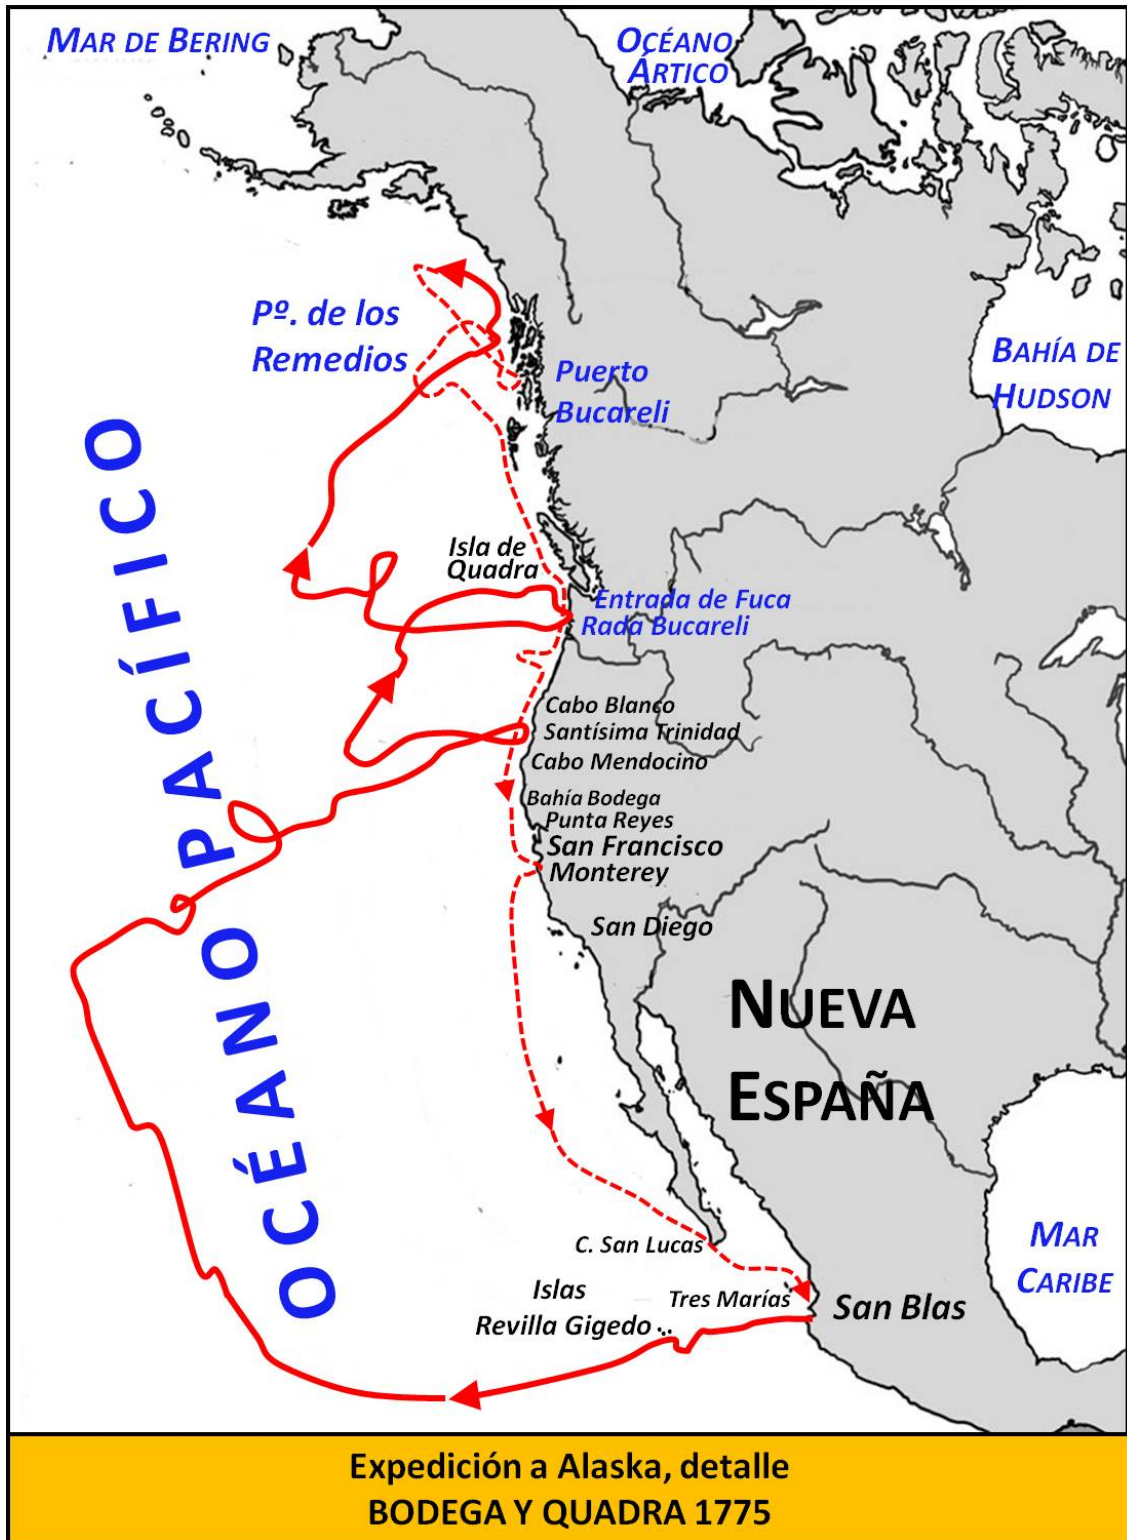 MAR DE BERING
OCÉANO
ÁRTICO
Pº. de los
Remedios
Puerto
Bucareli
BAHÍA DE
HUDSON
OCÉANO PACÍFICO
Isla de
Quadra
Entrada de Fuca
Rada Bucareli
Cabo Blanco
Santísima Trinidad
Cabo Mendocino
Bahía Bodega
Punta Reyes
San Francisco
Monterey
San Diego
NUEVA
ESPAÑA
C. San Lucas
MAR
CARIBE
Islas
Revilla Gigedo
Tres Marías
San Blas
Expedición a Alaska, detalle
BODEGA Y QUADRA 1775